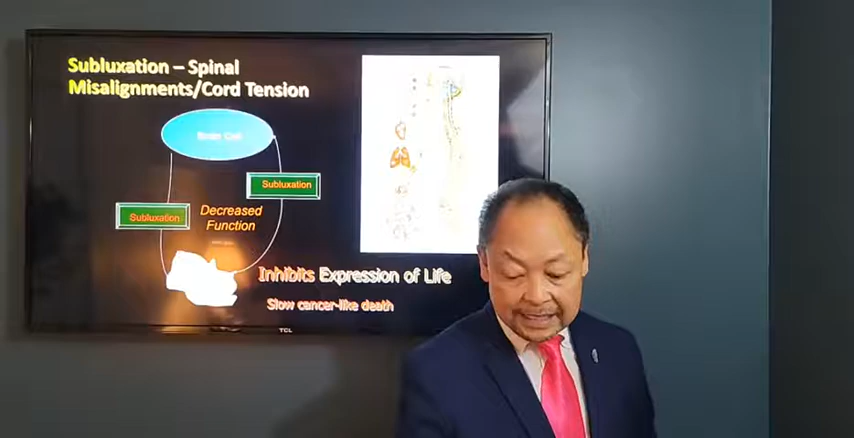 Subluxation – Spinal
Misalignments/Cord Tension
Brain Cell
Subluxation
Subluxation
Decreased
Function
Inhibits Expression of Life
Slow cancer-like death
TCL